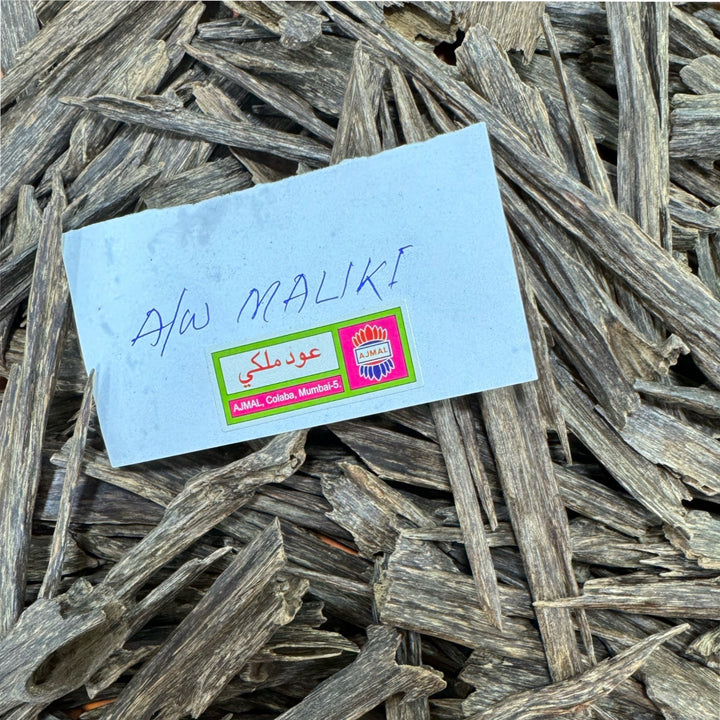 A/W MALIKI
عود ملكي
AJMAL
AJMAL, Colaba, Mumbai-5.